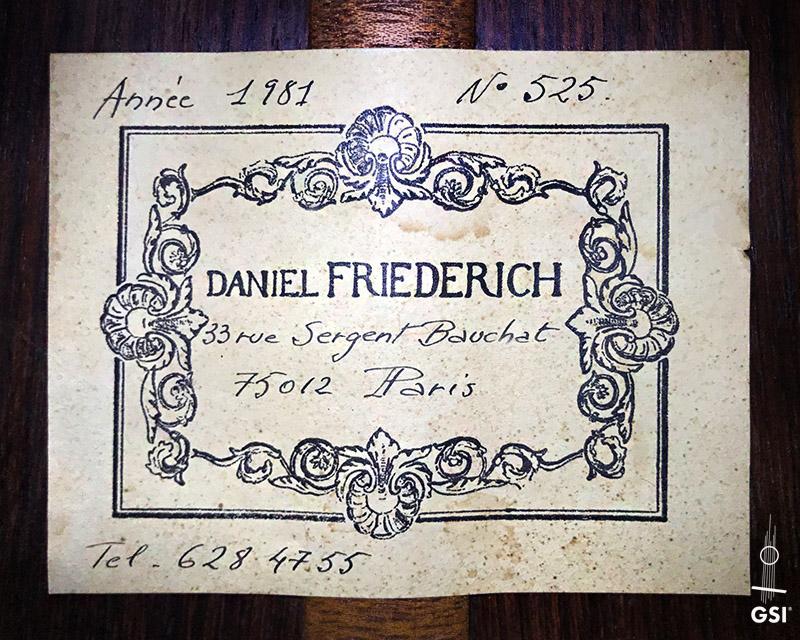 Année 1981 N° 525.
DANIEL FRIEDERICH
33 rue Sergent Bauchat
75012 Paris
Tel - 628 47 55
GSI®